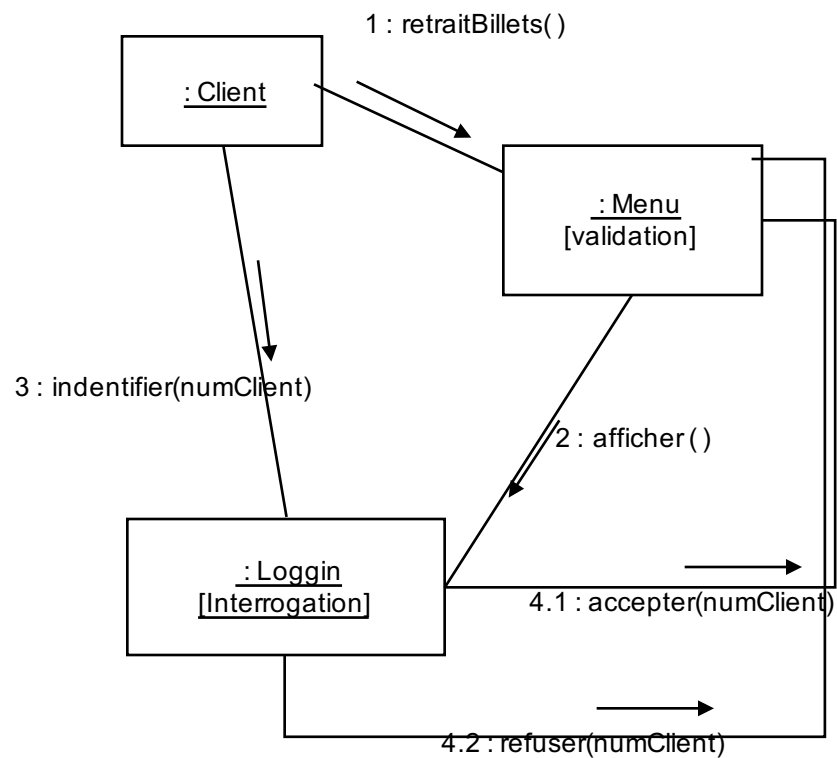 1 : retraitBillets( )
: Client
: Menu
[validation]
3 : indentifier(numClient)
2 : afficher ( )
: Loggin
[Interrogation]
4.1 : accepter(numClient)
4.2 : refuser(numClient)